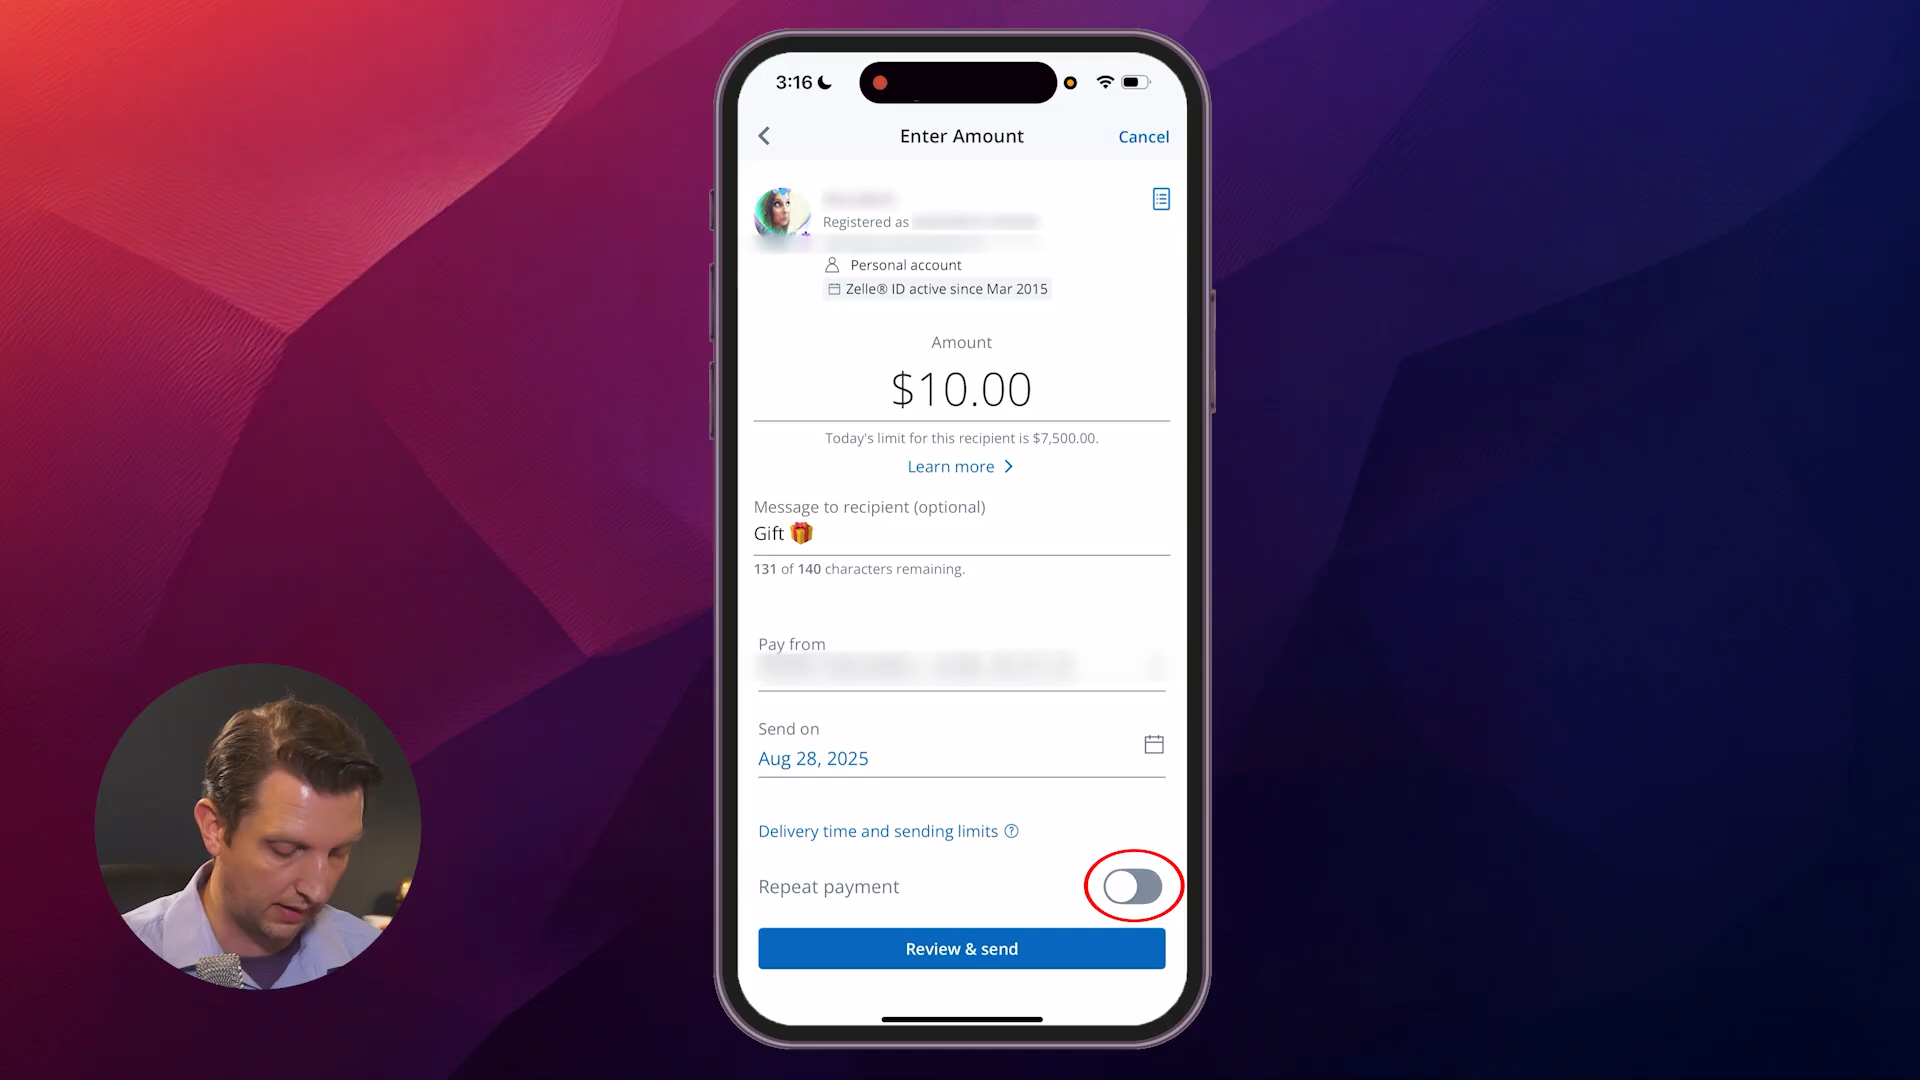 3:16
Enter Amount
Cancel
Registered as
Personal account
Zelle® ID active since Mar 2015
Amount
$10.00
Today's limit for this recipient is $7,500.00.
Learn more
Message to recipient (optional)
Gift 🎁
131 of 140 characters remaining.
Pay from
Send on
Aug 28, 2025
Delivery time and sending limits
Repeat payment
Review & send